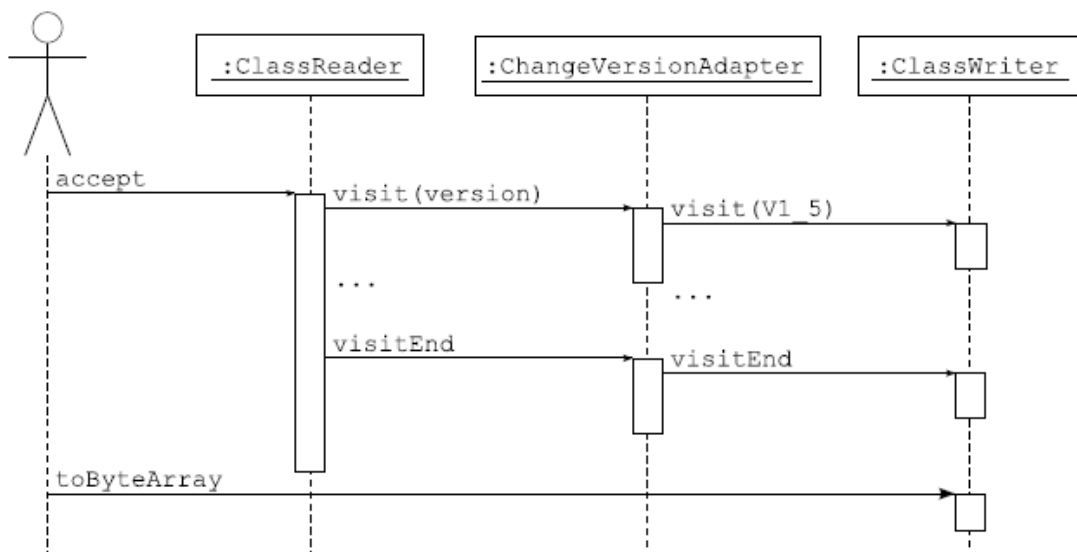 :ClassReader
:ChangeVersionAdapter
:ClassWriter
accept
visit(version)
visit(V1_5)
...
...
visitEnd
visitEnd
toByteArray